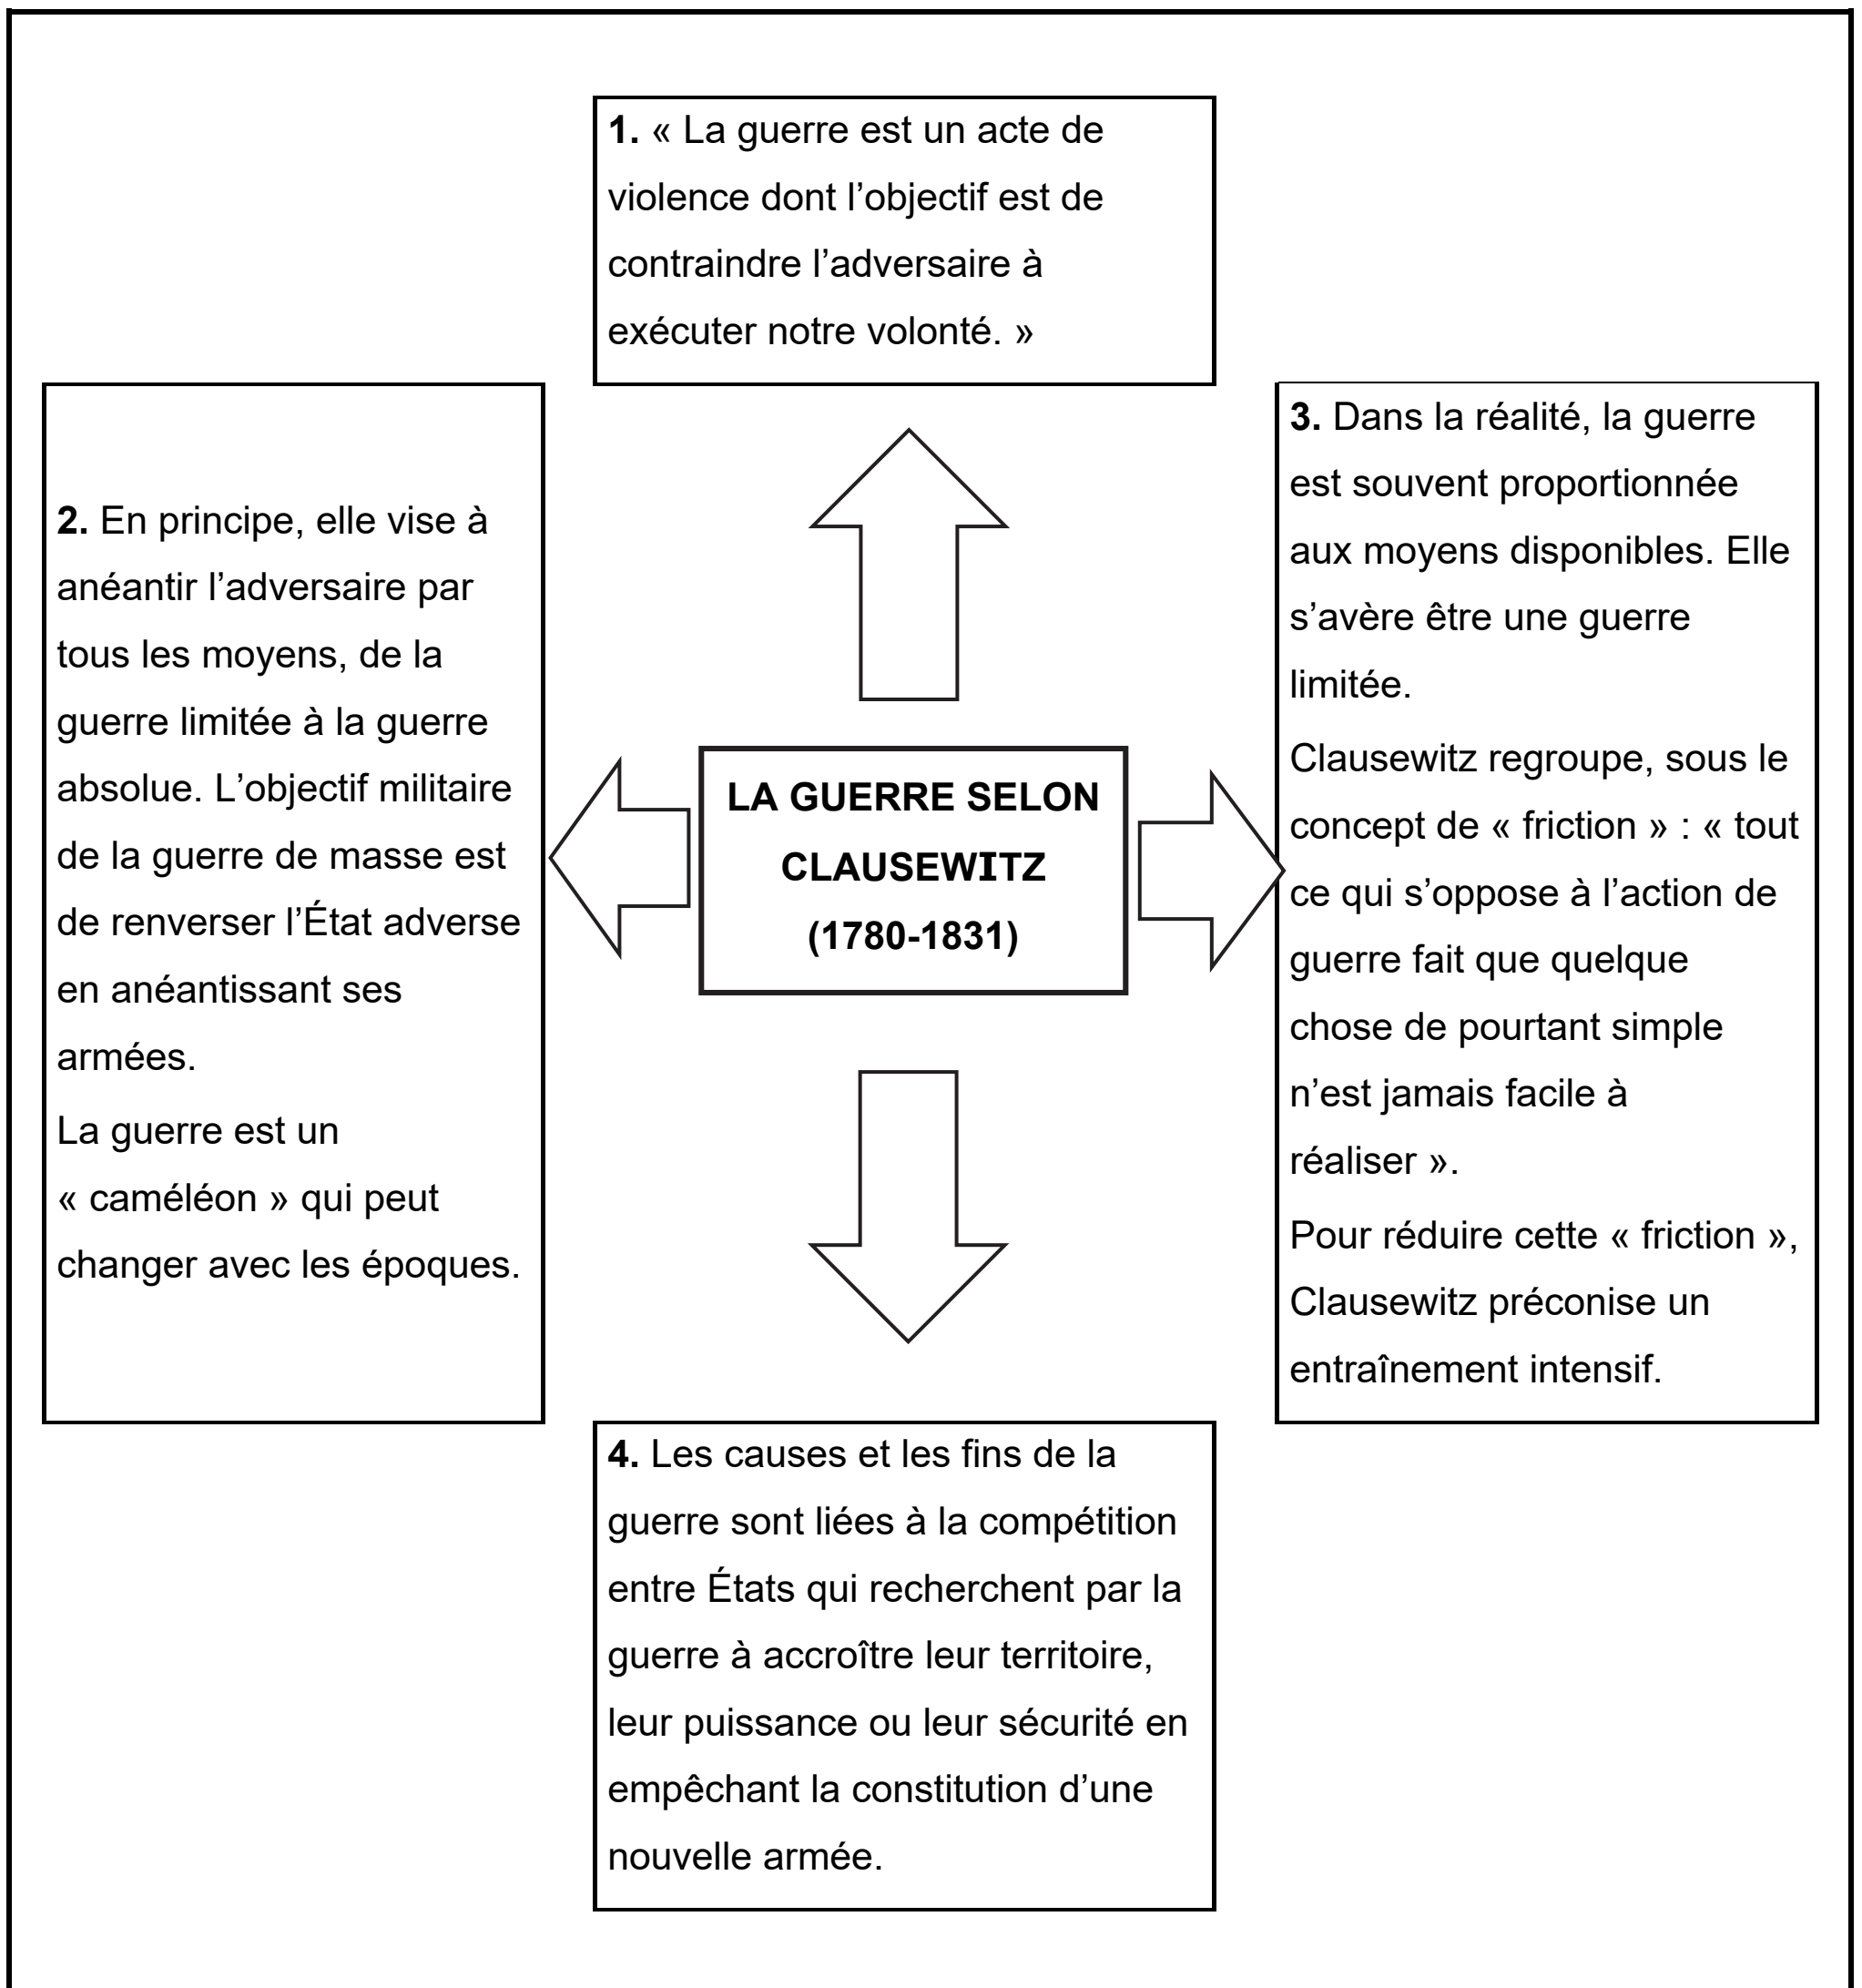 1. « La guerre est un acte de
violence dont l’objectif est de
contraindre l’adversaire à
exécuter notre volonté. »
2. En principe, elle vise à
anéantir l’adversaire par
tous les moyens, de la
guerre limitée à la guerre
absolue. L’objectif militaire
de la guerre de masse est
de renverser l’État adverse
en anéantissant ses
armées.
La guerre est un
« caméléon » qui peut
changer avec les époques.
LA GUERRE SELON
CLAUSEWITZ
(1780-1831)
3. Dans la réalité, la guerre
est souvent proportionnée
aux moyens disponibles. Elle
s’avère être une guerre
limitée.
Clausewitz regroupe, sous le
concept de « friction » : « tout
ce qui s’oppose à l’action de
guerre fait que quelque
chose de pourtant simple
n’est jamais facile à
réaliser ».
Pour réduire cette « friction »,
Clausewitz préconise un
entraînement intensif.
4. Les causes et les fins de la
guerre sont liées à la compétition
entre États qui recherchent par la
guerre à accroître leur territoire,
leur puissance ou leur sécurité en
empêchant la constitution d’une
nouvelle armée.